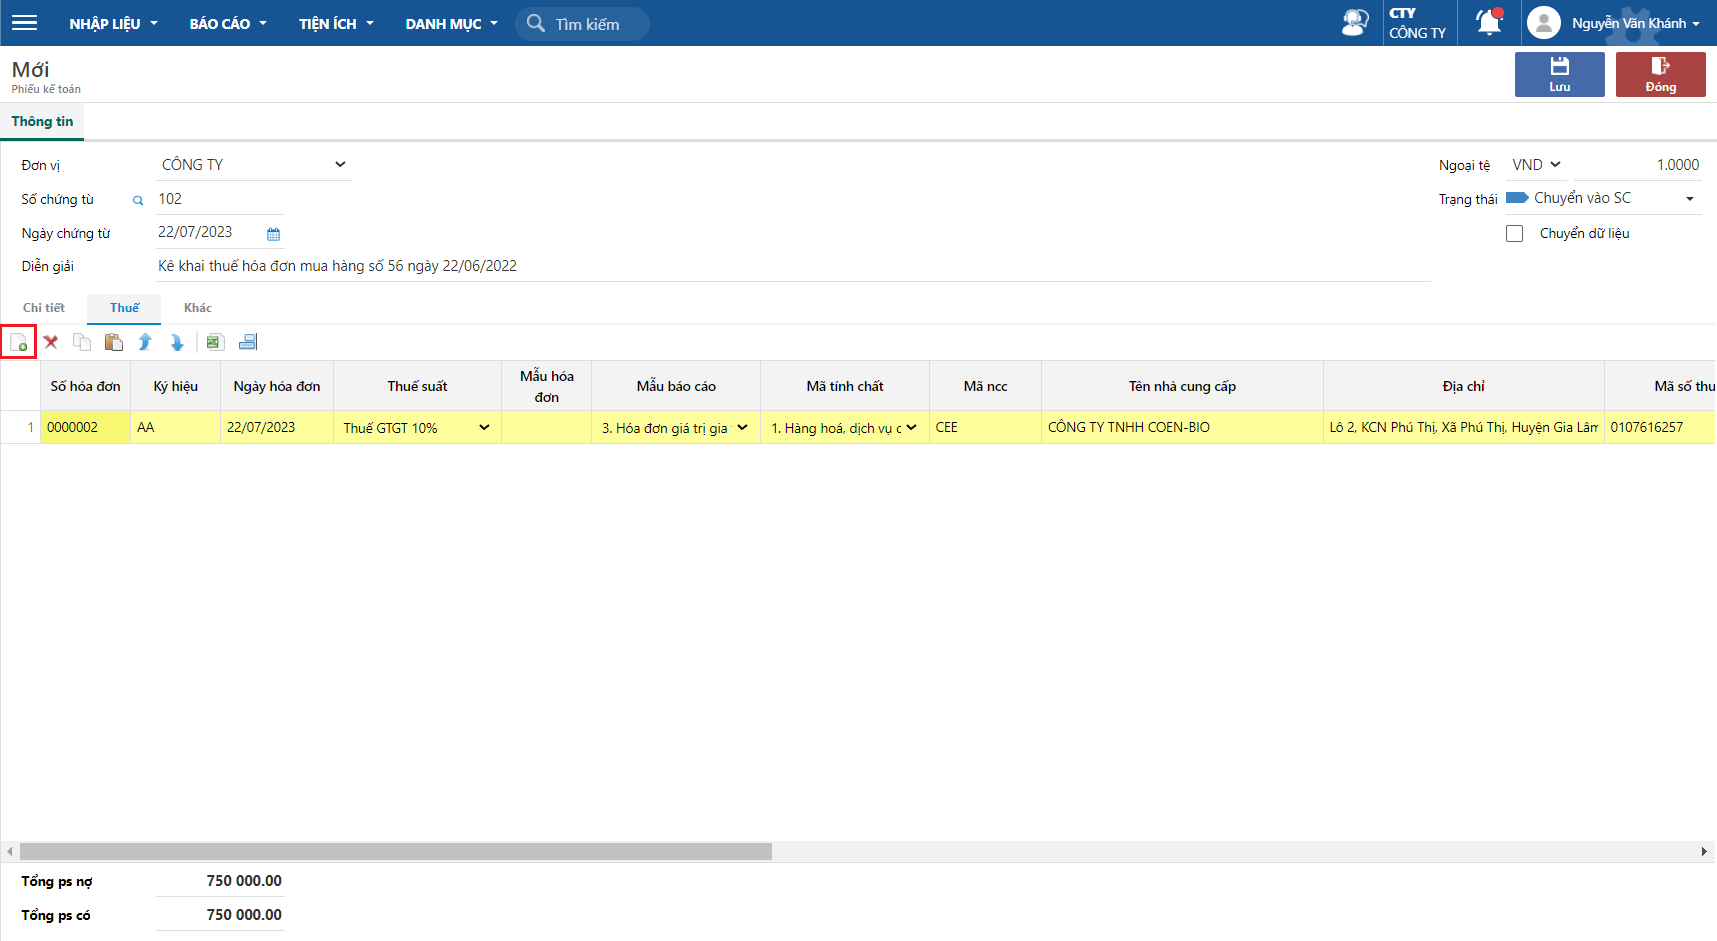 NHẬP LIỆU BÁO CÁO TIỆN ÍCH DANH MỤC Tìm kiếm CTY CÔNG TY Nguyễn Văn Khánh
Mới
Phiếu kế toán
Lưu Đóng
Thông tin
Đơn vị CÔNG TY Ngoại tệ VND 1.0000
Số chứng từ 102 Trạng thái Chuyển vào SC
Ngày chứng từ 22/07/2023 Chuyển dữ liệu
Diễn giải Kê khai thuế hóa đơn mua hàng số 56 ngày 22/06/2022
Chi tiết Thuế Khác
Số hóa đơn Ký hiệu Ngày hóa đơn Thuế suất Mẫu hóa đơn Mẫu báo cáo Mã tính chất Mã ncc Tên nhà cung cấp Địa chỉ Mã số thu
1 0000002 AA 22/07/2023 Thuế GTGT 10% 3. Hóa đơn giá trị gia 1. Hàng hoá, dịch vụ CEE CÔNG TY TNHH COEN-BIO Lô 2, KCN Phú Thị, Xã Phú Thị, Huyện Gia Lâm 0107616257
Tổng ps nợ 750 000.00
Tổng ps có 750 000.00